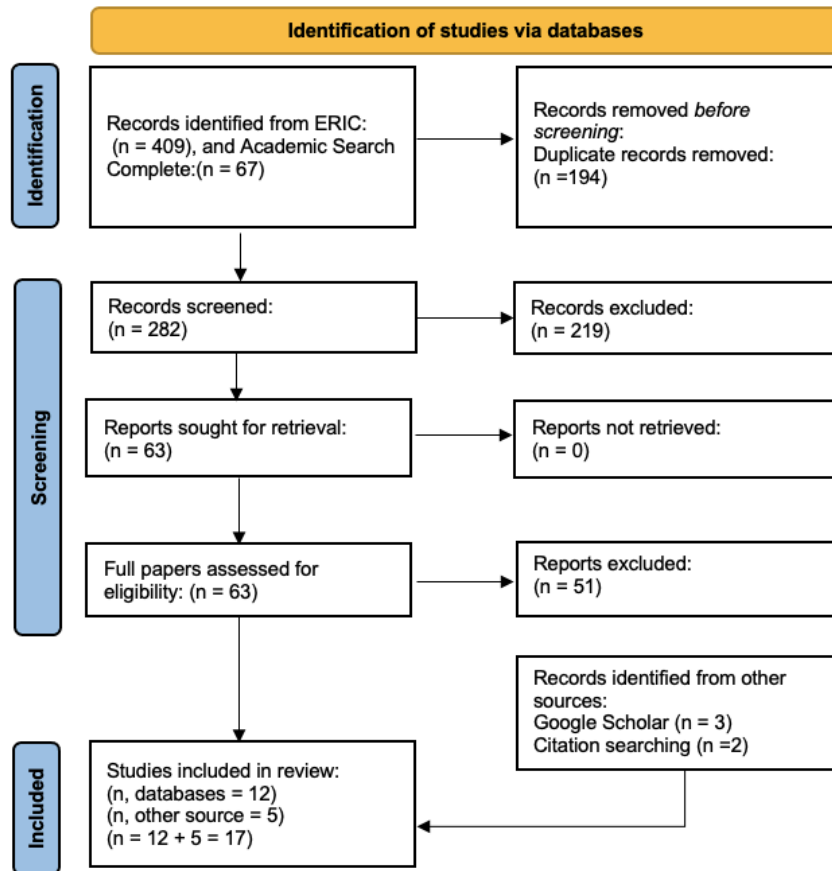 Identification of studies via databases
Identification
Records identified from ERIC:
(n = 409), and Academic Search
Complete:(n = 67)
Records removed before
screening:
Duplicate records removed:
(n =194)
Screening
Records screened:
(n = 282)
Records excluded:
(n = 219)
Reports sought for retrieval:
(n = 63)
Reports not retrieved:
(n = 0)
Full papers assessed for
eligibility: (n = 63)
Reports excluded:
(n = 51)
Records identified from other
sources:
Google Scholar (n = 3)
Citation searching (n =2)
Included
Studies included in review:
(n, databases = 12)
(n, other source = 5)
(n = 12 + 5 = 17)